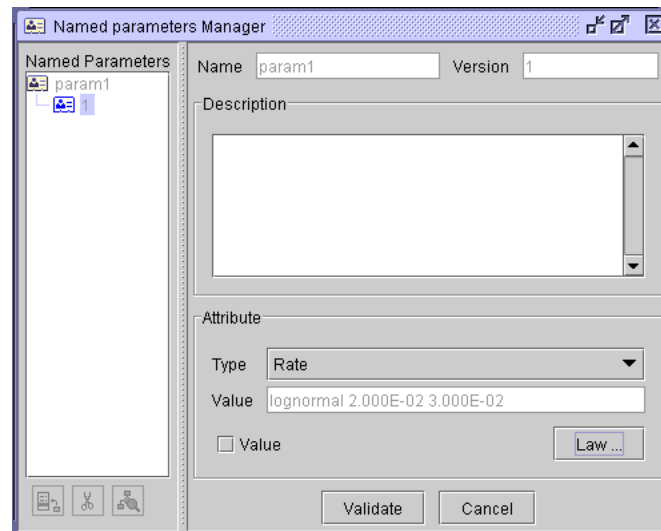 Named parameters Manager
Named Parameters
param1
1
Name param1 Version 1
Description
Attribute
Type Rate
Value lognormal 2.000E-02 3.000E-02
Value Law ...
Validate Cancel